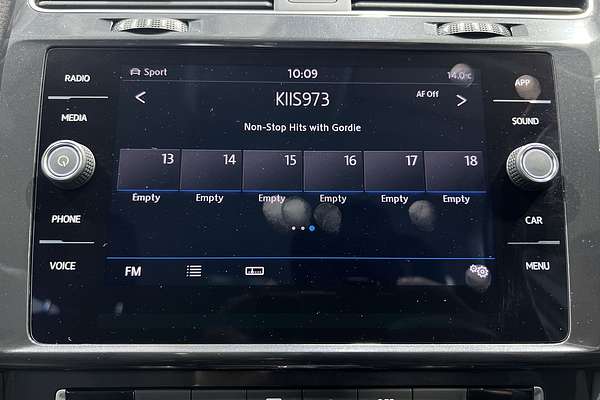 RADIO
MEDIA
PHONE
VOICE
Sport
10:09
14.0°C
KIIS973
AF Off
Non-Stop Hits with Gordie
13 14 15 16 17 18
Empty Empty Empty Empty Empty Empty
FM
APP
SOUND
CAR
MENU